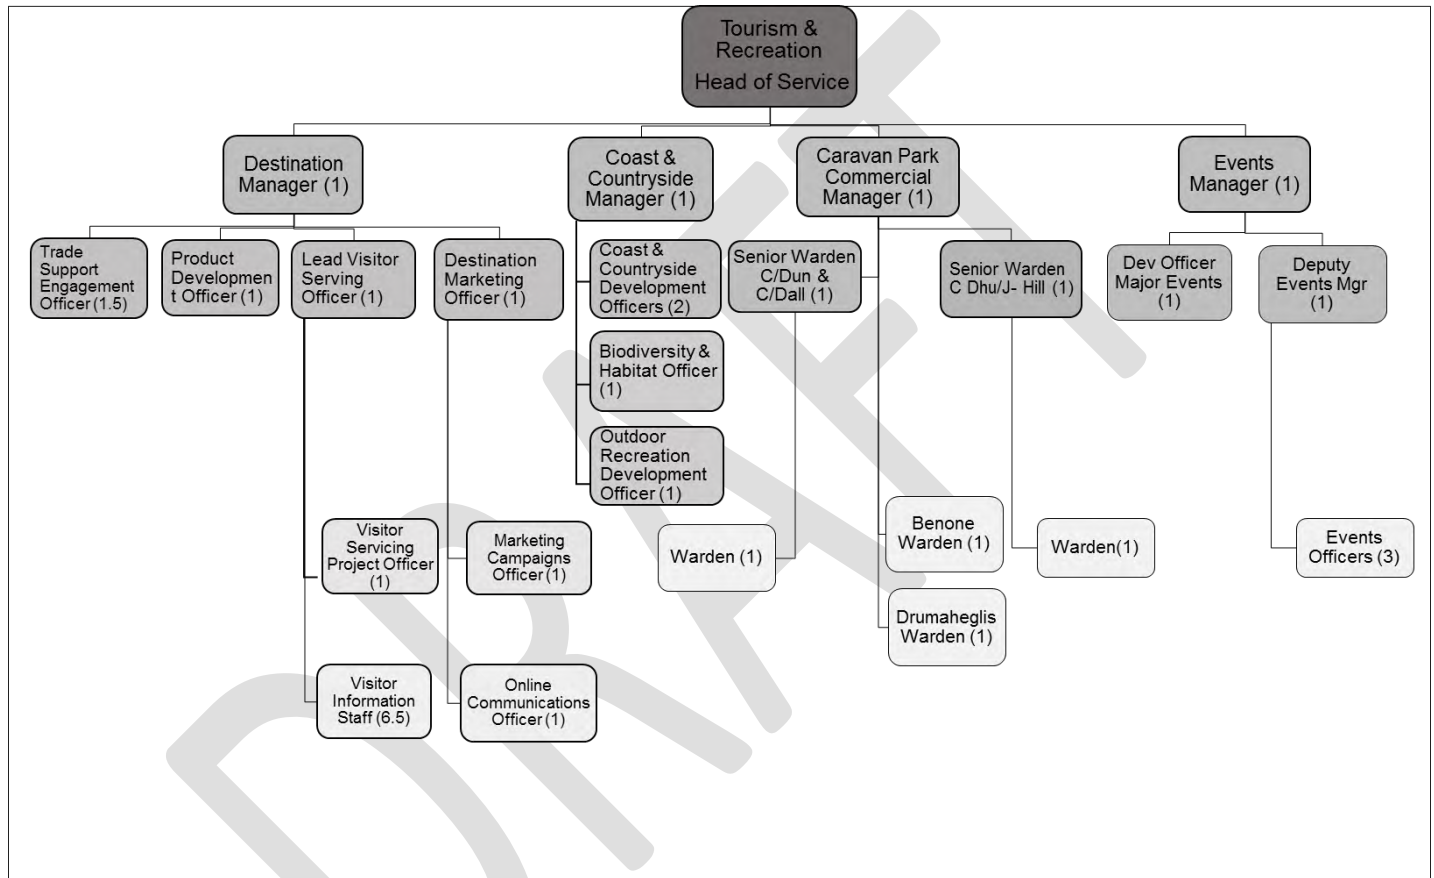 Tourism &
Recreation
Head of Service
Destination
Manager (1)
Coast &
Countryside
Manager (1)
Caravan Park
Commercial
Manager (1)
Events
Manager (1)
Trade
Support
Engagement
Officer (1.5)
Product
Developmen
t Officer (1)
Lead Visitor
Serving
Officer (1)
Destination
Marketing
Officer (1)
Coast &
Countryside
Development
Officers (2)
Senior Warden
C/Dun &
C/Dall (1)
Senior Warden
C Dhu/J- Hill (1)
Dev Officer
Major Events
(1)
Deputy
Events Mgr
(1)
Biodiversity &
Habitat Officer
(1)
Outdoor
Recreation
Development
Officer (1)
Visitor
Servicing
Project Officer
(1)
Marketing
Campaigns
Officer (1)
Warden (1)
Benone
Warden (1)
Warden(1)
Events
Officers (3)
Drumaheglis
Warden (1)
Visitor
Information
Staff (6.5)
Online
Communications
Officer (1)
DRAFT